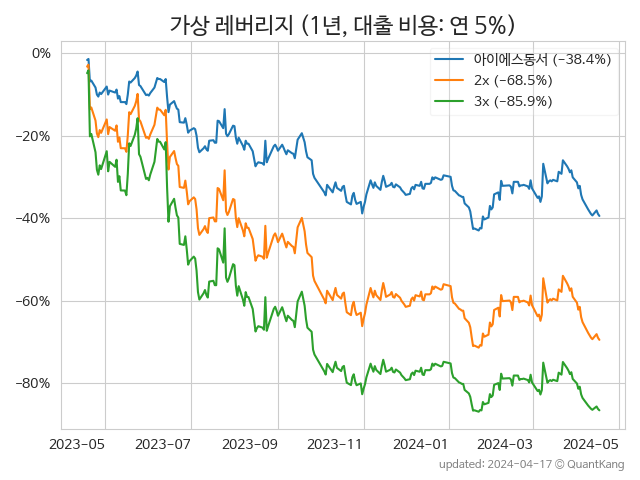 가상 레버리지 (1년, 대출 비용: 연 5%)
아이에스동서 (−38.4%)
2x (−68.5%)
3x (−85.9%)
0%
−20%
−40%
−60%
−80%
2023-05 2023-07 2023-09 2023-11 2024-01 2024-03 2024-05
updated: 2024-04-17 © QuantKang